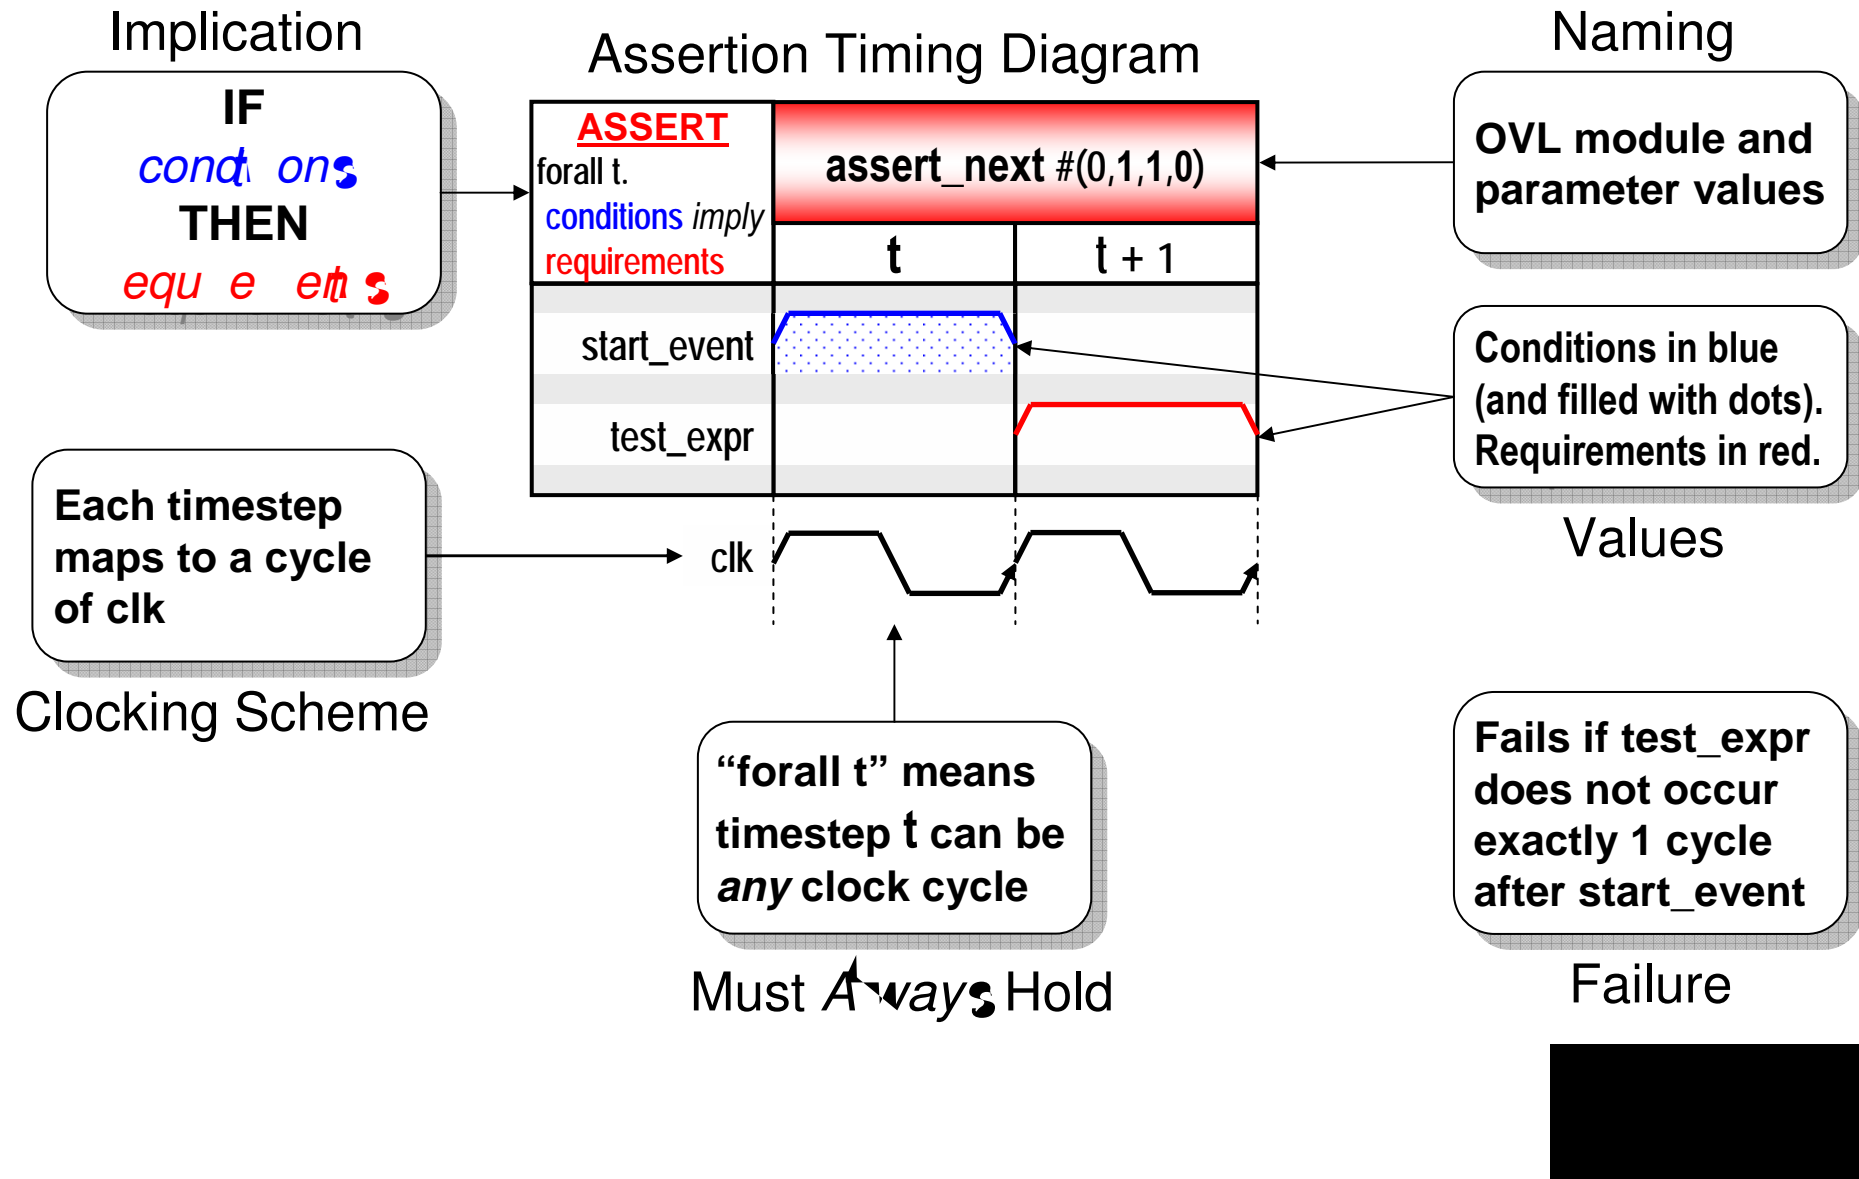 Implication
IF
THEN
Assertion Timing Diagram
ASSERT
forall t.
conditions imply
requirements
assert_next #(0,1,1,0)
t
t + 1
start_event
test_expr
clk
Naming
OVL module and
parameter values
Conditions in blue
(and filled with dots).
Requirements in red.
Values
Each timestep
maps to a cycle
of clk
Clocking Scheme
“forall t” means
timestep t can be
any clock cycle
Must Always Hold
Fails if test_expr
does not occur
exactly 1 cycle
after start_event
Failure